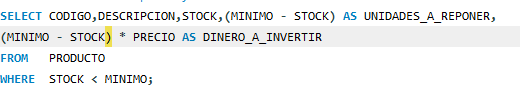 SELECT CODIGO,DESCRIPCION,STOCK,(MINIMO - STOCK) AS UNIDADES_A_REPONER,
(MINIMO - STOCK) * PRECIO AS DINERO_A_INVERTIR
FROM PRODUCTO
WHERE STOCK < MINIMO;